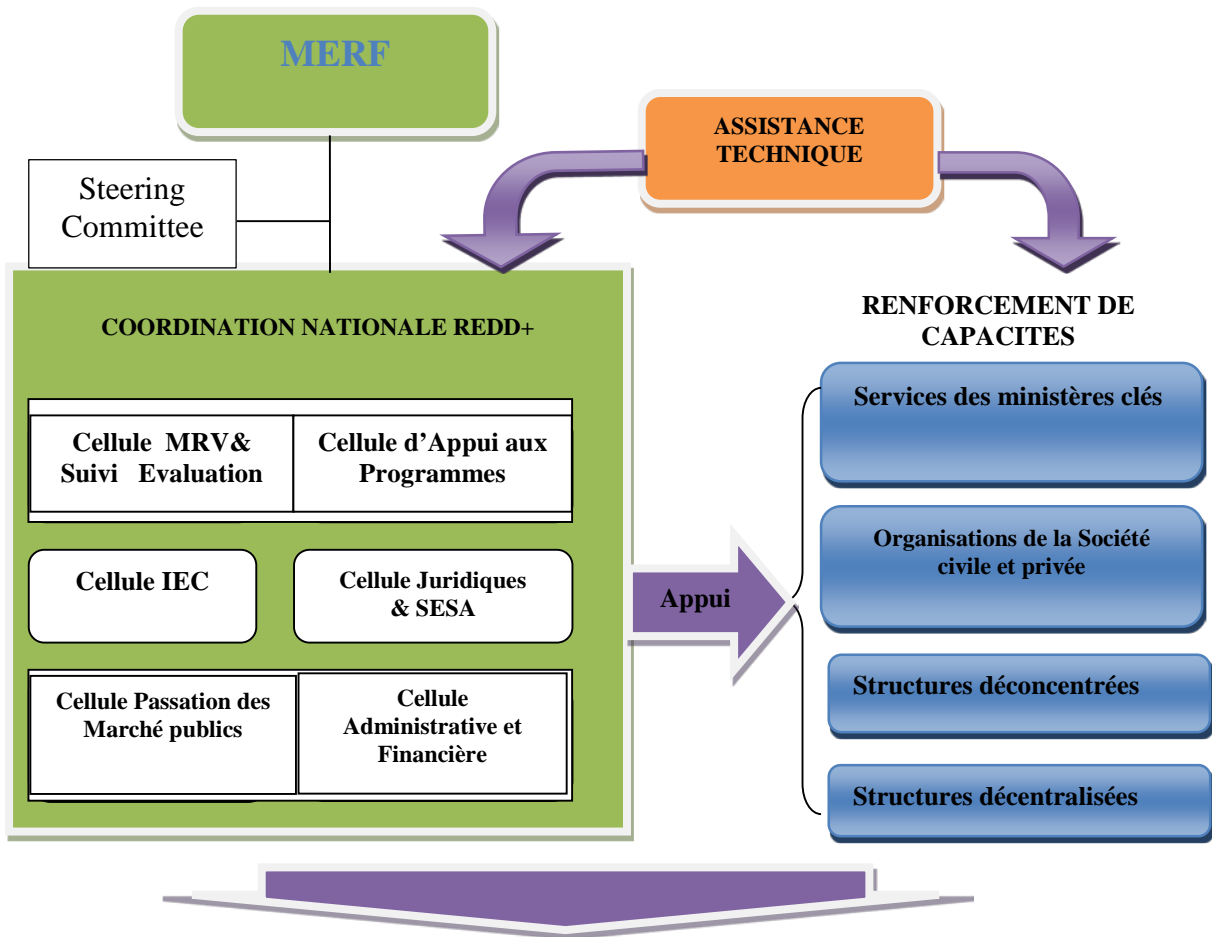 MERF
ASSISTANCE
TECHNIQUE
Steering
Committee
COORDINATION NATIONALE REDD+
RENFORCEMENT DE
CAPACITES
Cellule MRV&
Suivi Evaluation
Cellule d’Appui aux
Programmes
Cellule IEC
Cellule Juridiques
& SESA
Cellule Passation des
Marché publics
Cellule
Administrative et
Financière
Appui
Services des ministères clés
Organisations de la Société
civile et privée
Structures déconcentrées
Structures décentralisées